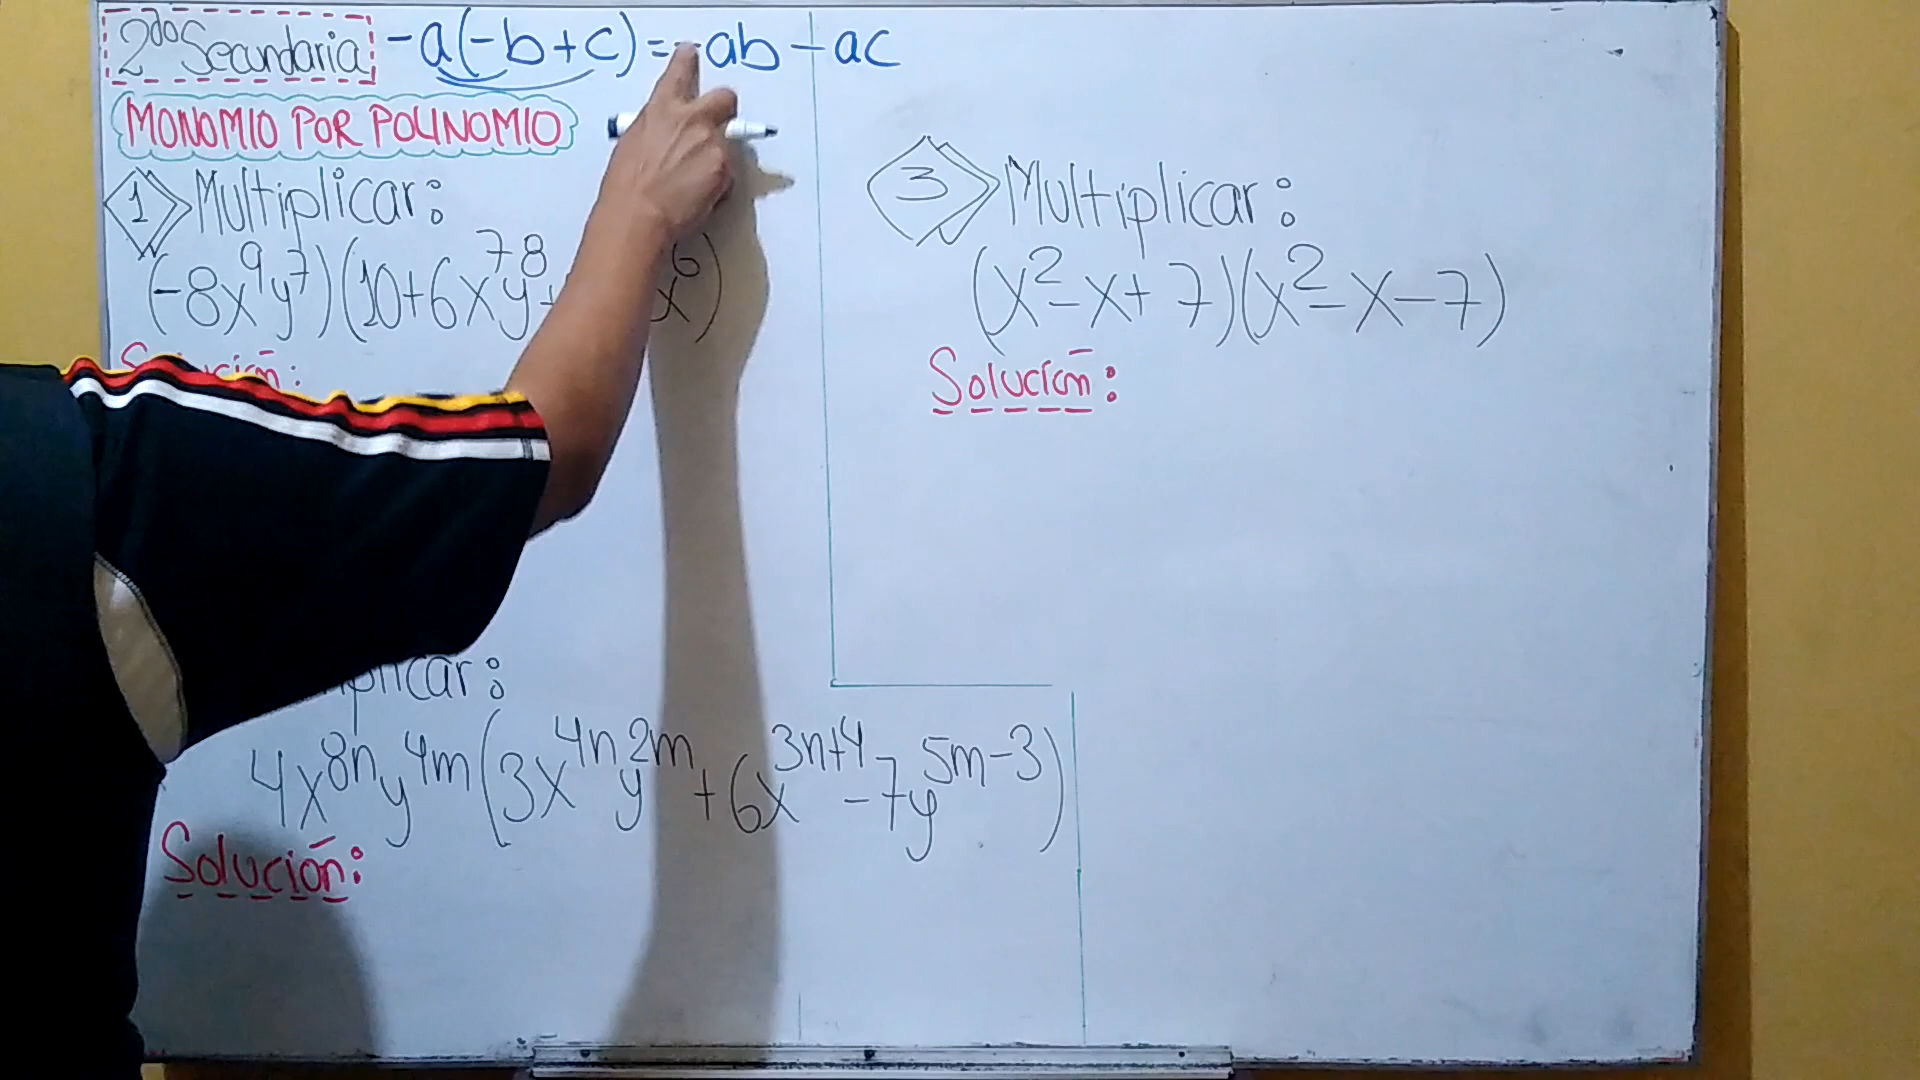 2do Secundaria -a(-b+c)=-ab-ac
MONOMIO POR POLINOMIO
1 Multiplicar:
(-8x⁹y⁷)(10+6x⁷y⁸ x⁶)
Solución:
Multiplicar:
4x⁸ⁿy⁴ᵐ(3x⁴ⁿy²ᵐ+6x³ⁿ⁺⁴-7y⁵ᵐ⁻³)
Solución:
3 Multiplicar:
(x²-x+7)(x²-x-7)
Solución: